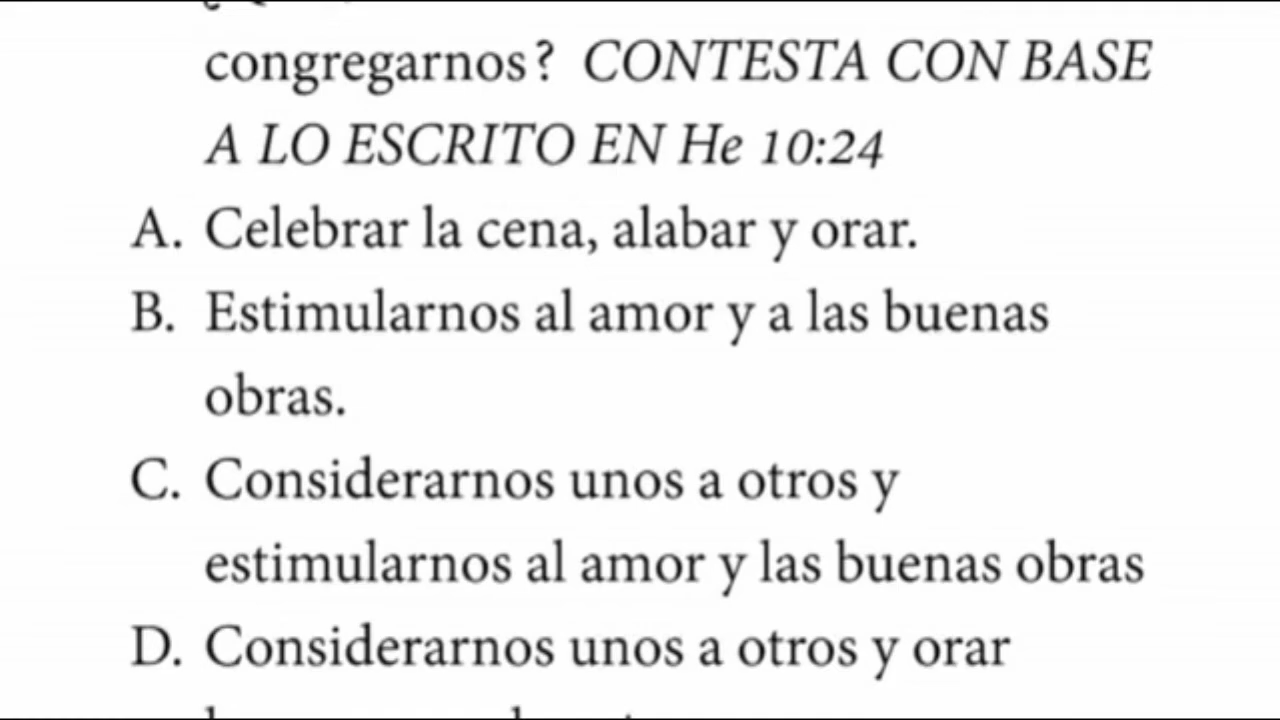 congregarnos? CONTESTA CON BASE
A LO ESCRITO EN He 10:24
A. Celebrar la cena, alabar y orar.
B. Estimularnos al amor y a las buenas
obras.
C. Considerarnos unos a otros y
estimularnos al amor y las buenas obras
D. Considerarnos unos a otros y orar